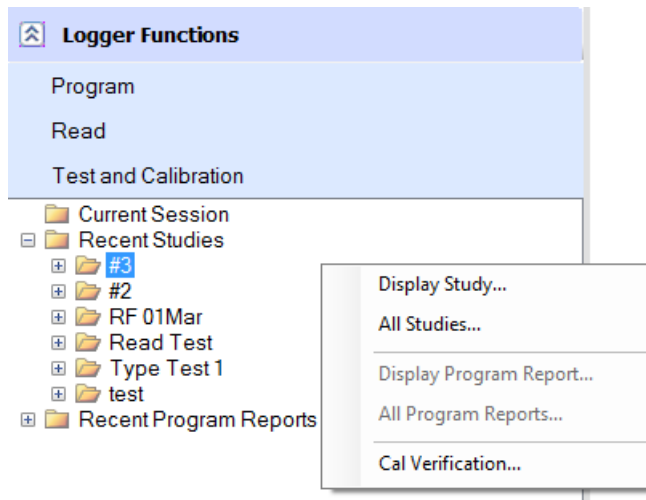 Logger Functions
Program
Read
Test and Calibration
Current Session
Recent Studies
#3
#2
RF 01Mar
Read Test
Type Test 1
test
Recent Program Reports
Display Study...
All Studies...
Display Program Report...
All Program Reports...
Cal Verification...